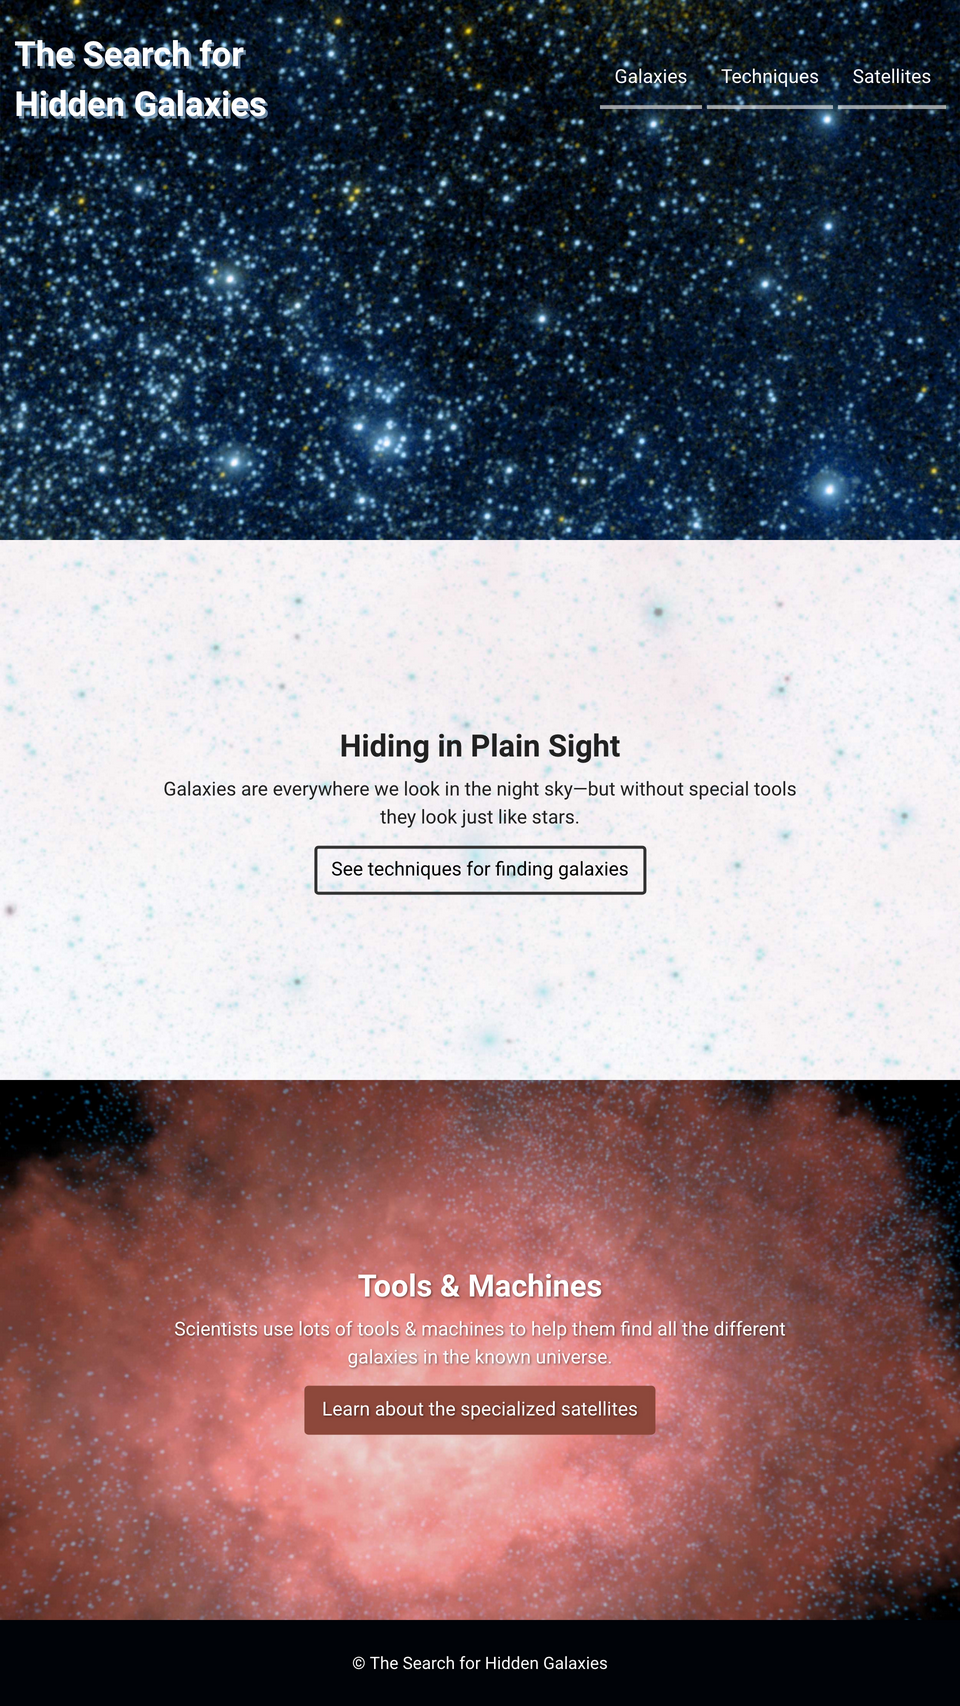 The Search for
Hidden Galaxies
Galaxies
Techniques
Satellites
Hiding in Plain Sight
Galaxies are everywhere we look in the night sky—but without special tools
they look just like stars.
See techniques for finding galaxies
Tools & Machines
Scientists use lots of tools & machines to help them find all the different
galaxies in the known universe.
Learn about the specialized satellites
© The Search for Hidden Galaxies